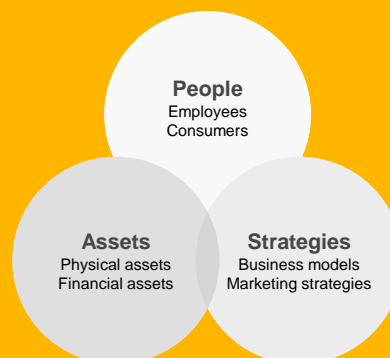 People
Employees
Consumers
Assets
Physical assets
Financial assets
Strategies
Business models
Marketing strategies